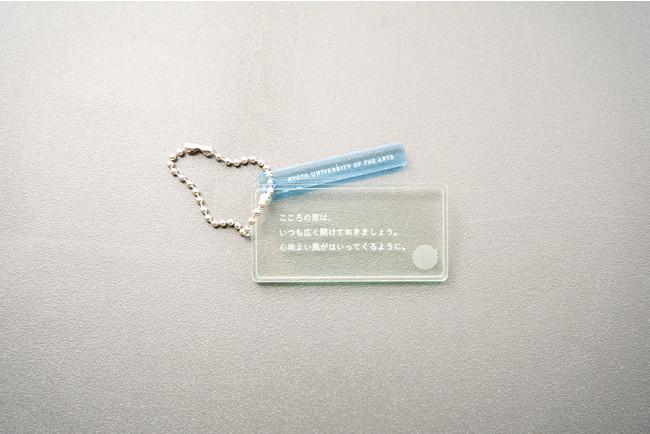 KYOTO UNIVERSITY OF THE ARTS
こころの窓は、
いつも広く開けておきましょう。
心地よい風がはいってくるように。